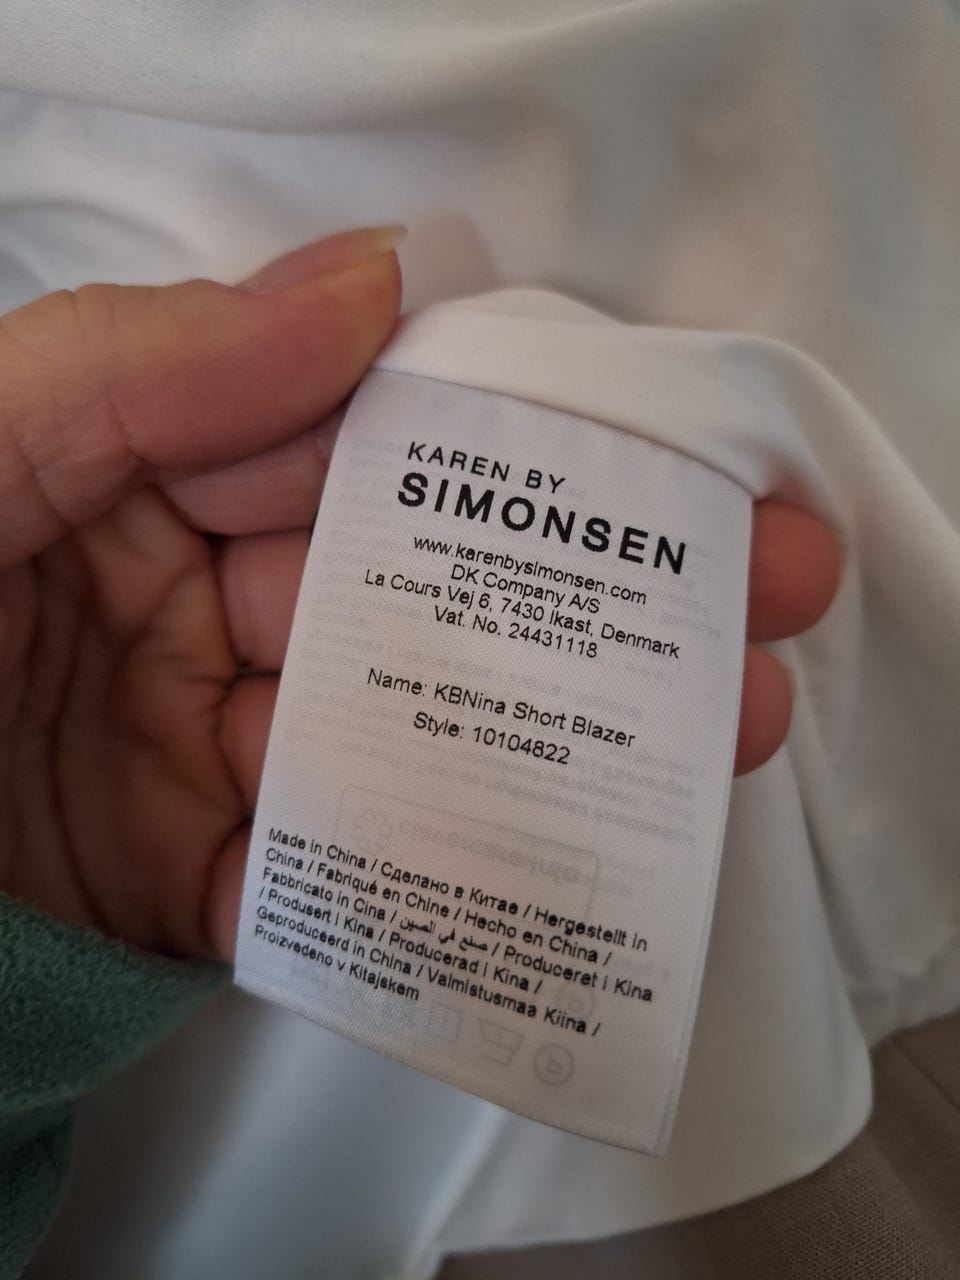 KAREN BY
SIMONSEN
www.karenbysimonsen.com
DK Company A/S
La Cours Vej 6, 7430 Ikast, Denmark
Vat. No. 24431118
Name: KBNina Short Blazer
Style: 10104822
Made in China / Сделано в Китае / Hergestellt in
China / Fabriqué en Chine / Hecho en China /
Fabbricato in Cina / صنع في الصين / Produceret i Kina
/ Produsert i Kina / Producerad i Kina /
Geproduceerd in China / Valmistusmaa Kiina /
Proizvedeno v Kitajskem